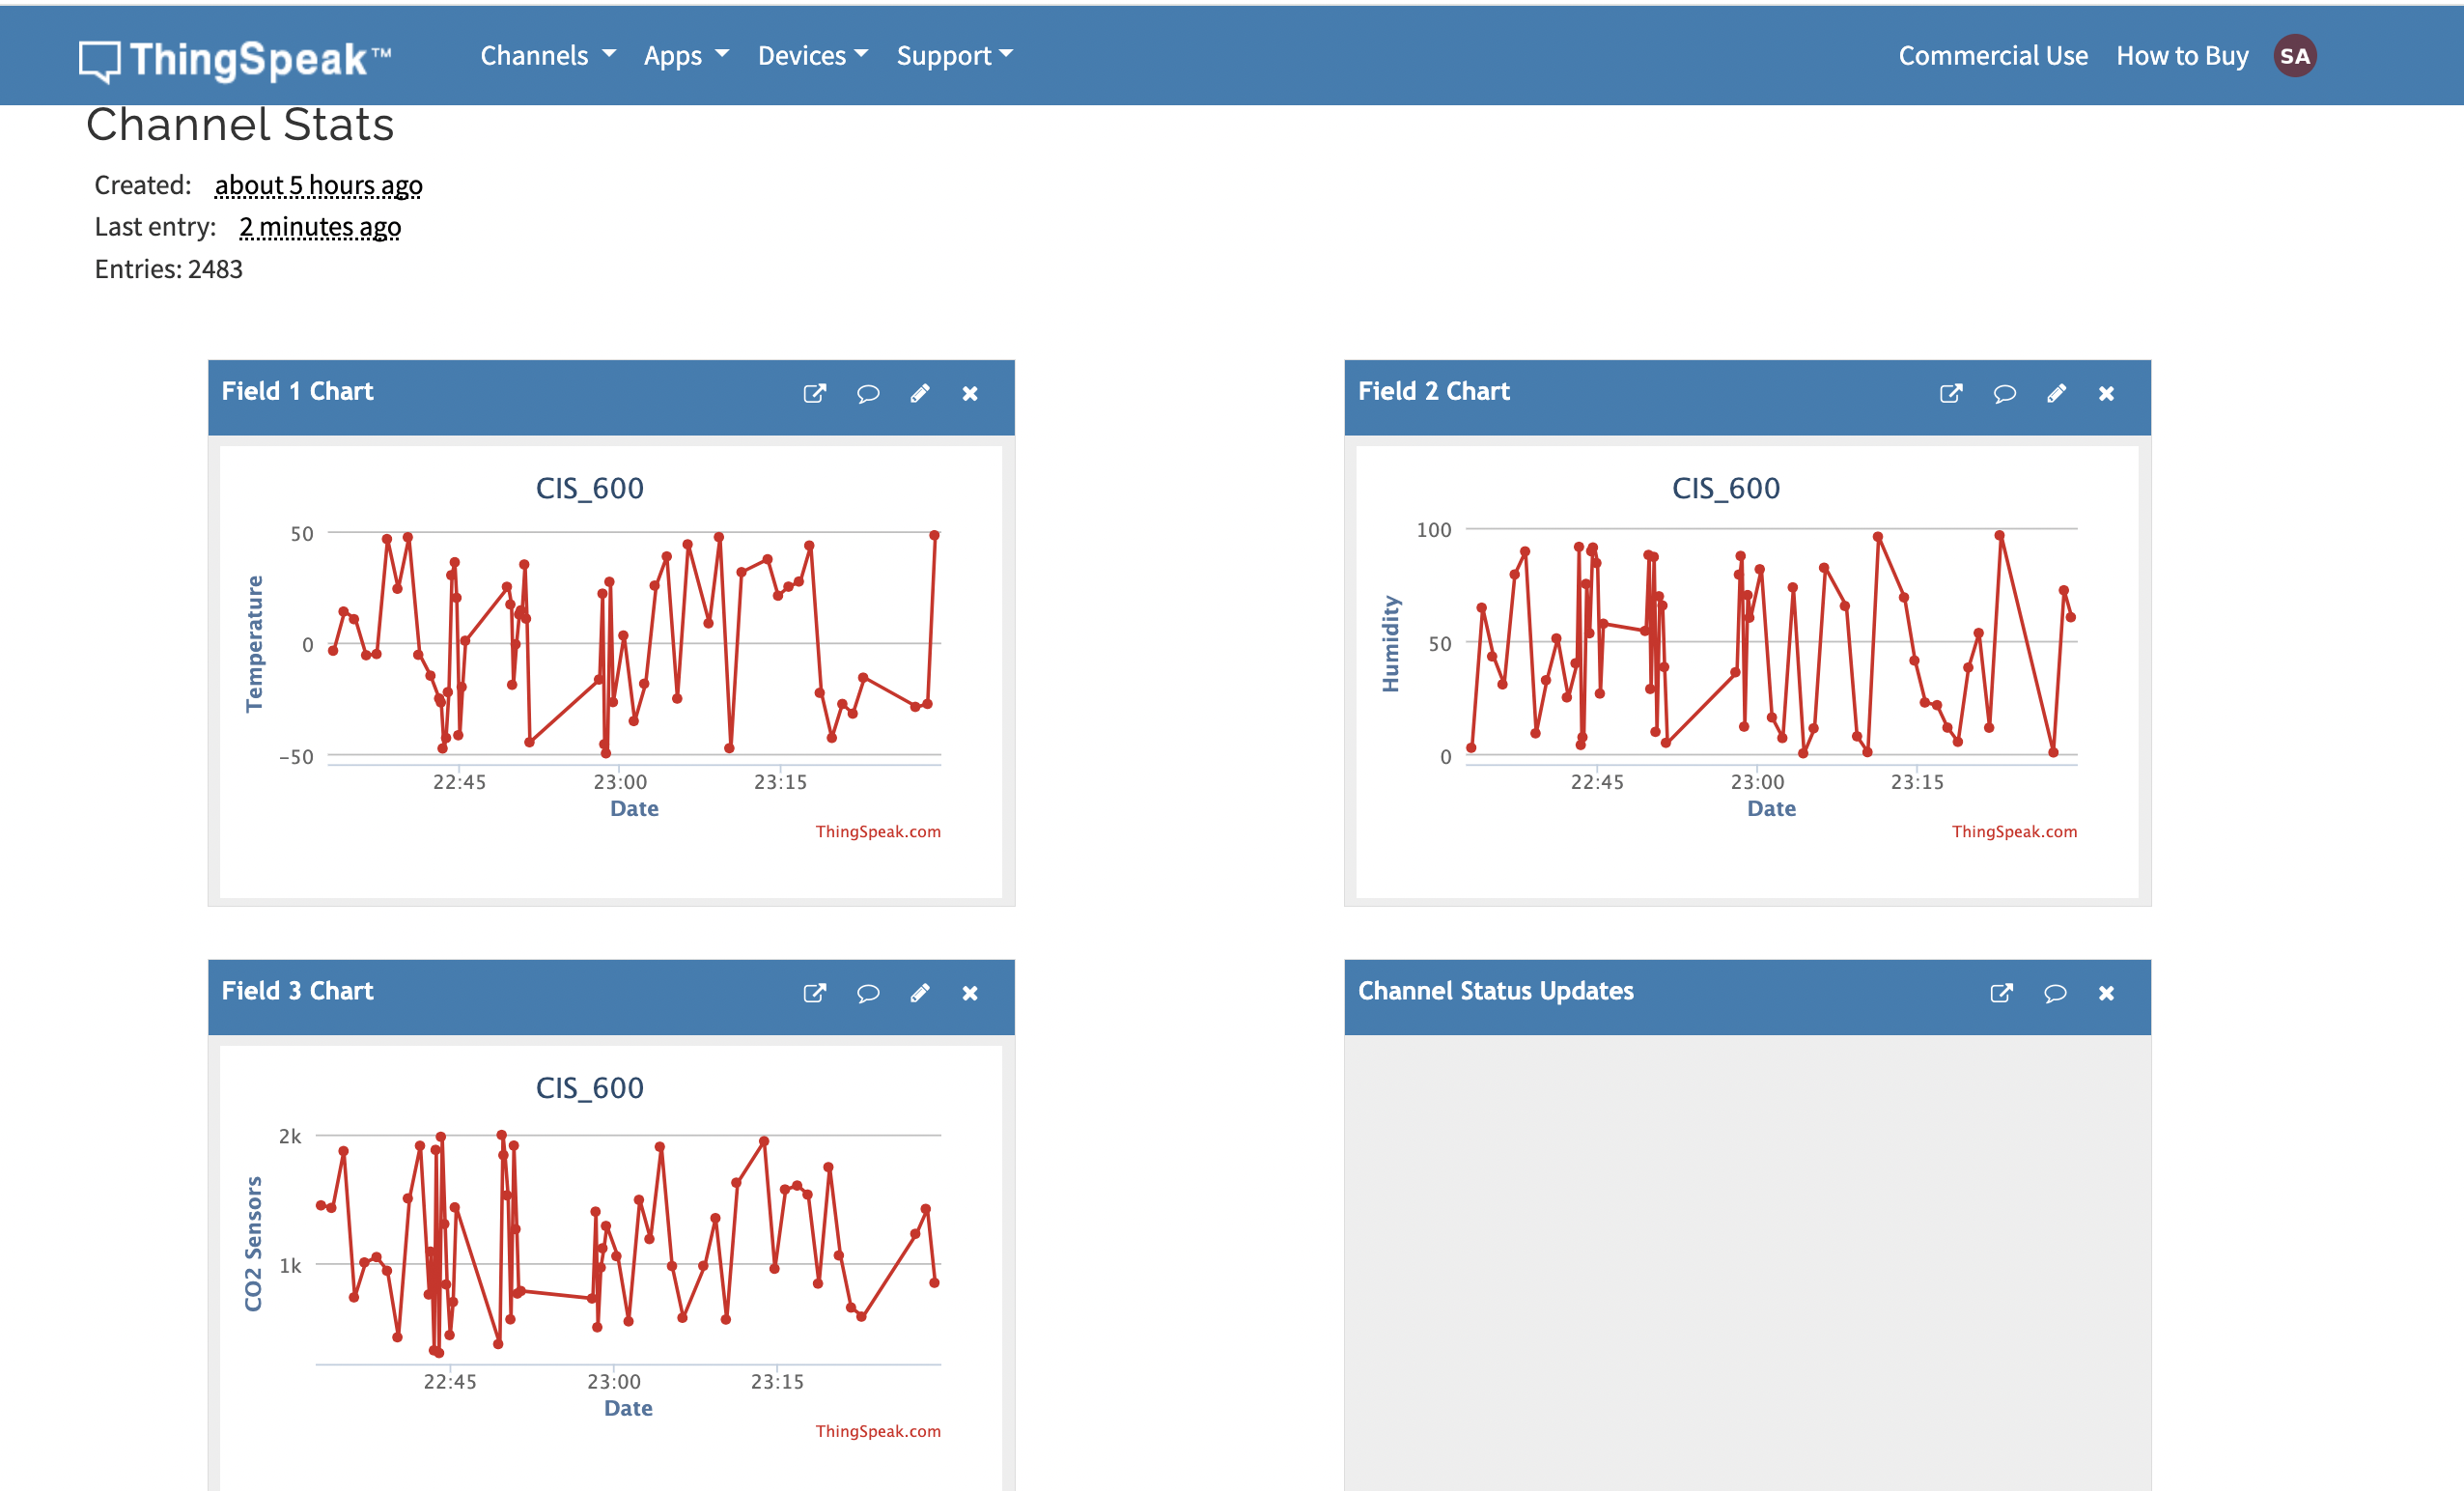 ThingSpeak™ Channels Apps Devices Support Commercial Use How to Buy SA
Channel Stats
Created: about 5 hours ago
Last entry: 2 minutes ago
Entries: 2483
Field 1 Chart
CIS_600
Temperature
50
0
−50
22:45 23:00 23:15
Date
ThingSpeak.com
Field 2 Chart
CIS_600
Humidity
100
50
0
22:45 23:00 23:15
Date
ThingSpeak.com
Field 3 Chart
CIS_600
CO2 Sensors
2k
1k
22:45 23:00 23:15
Date
ThingSpeak.com
Channel Status Updates